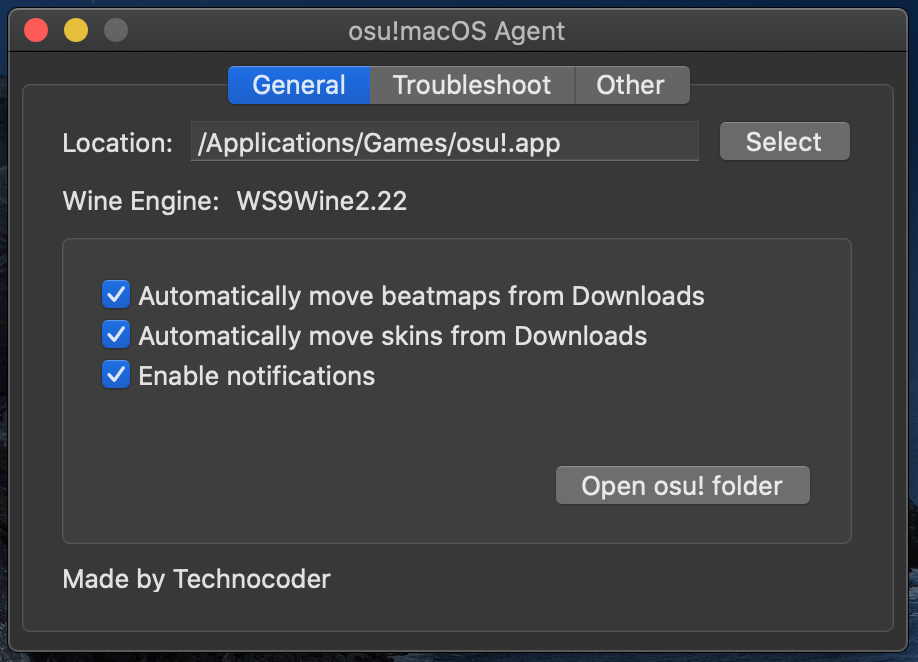 osu!macOS Agent
General Troubleshoot Other
Location: /Applications/Games/osu!.app Select
Wine Engine: WS9Wine2.22
Automatically move beatmaps from Downloads
Automatically move skins from Downloads
Enable notifications
Open osu! folder
Made by Technocoder